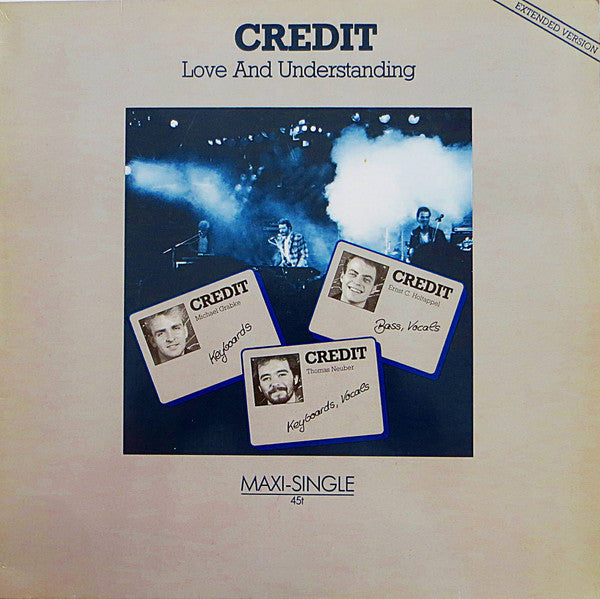 EXTENDED VERSION
CREDIT
Love And Understanding
CREDIT
Michael Grabke
Keyboards
CREDIT
Ernst C. Holtappel
Bass, Vocals
CREDIT
Thomas Neuber
Keyboards, Vocals
MAXI-SINGLE
45t